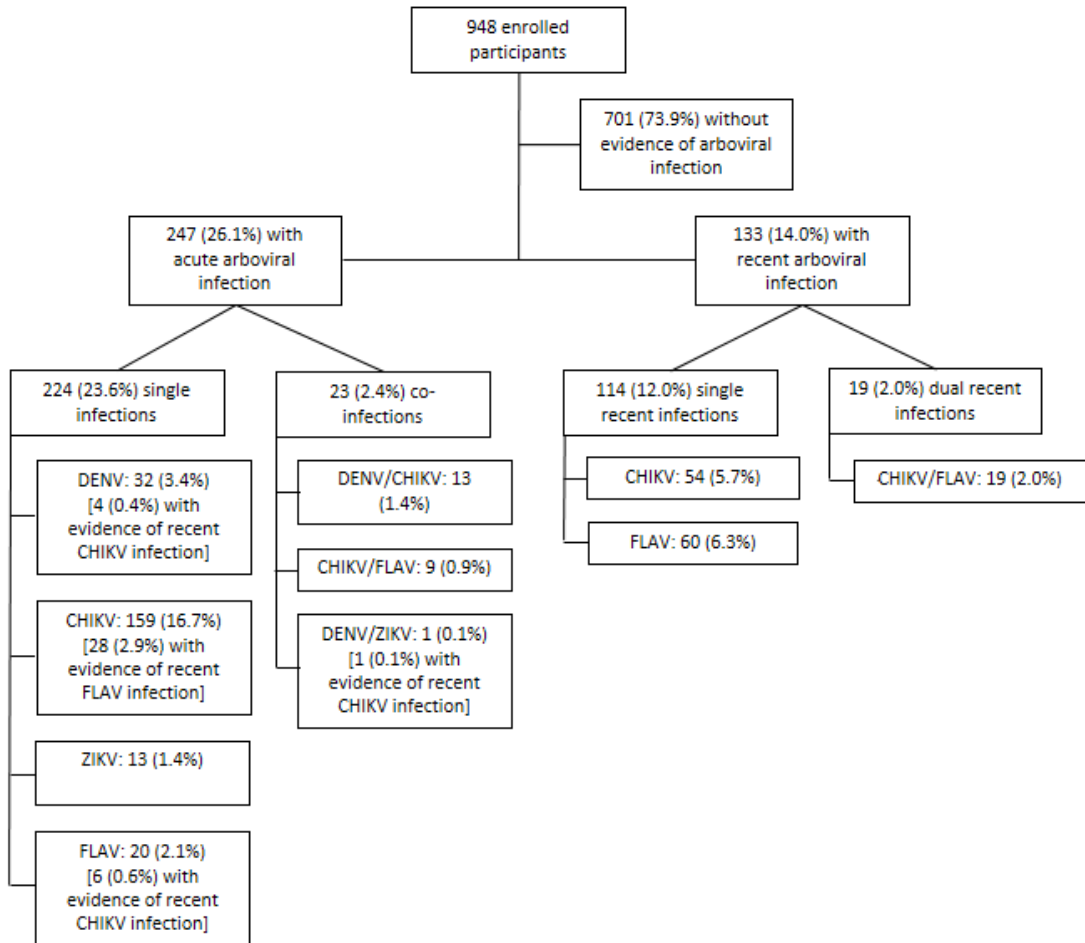 948 enrolled
participants
701 (73.9%) without
evidence of arboviral
infection
247 (26.1%) with
acute arboviral
infection
133 (14.0%) with
recent arboviral
infection
224 (23.6%) single
infections
23 (2.4%) co-
infections
114 (12.0%) single
recent infections
19 (2.0%) dual recent
infections
DENV: 32 (3.4%)
[4 (0.4%) with
evidence of recent
CHIKV infection]
CHIKV: 159 (16.7%)
[28 (2.9%) with
evidence of recent
FLAV infection]
ZIKV: 13 (1.4%)
FLAV: 20 (2.1%)
[6 (0.6%) with
evidence of recent
CHIKV infection]
DENV/CHIKV: 13
(1.4%)
CHIKV/FLAV: 9 (0.9%)
DENV/ZIKV: 1 (0.1%)
[1 (0.1%) with
evidence of recent
CHIKV infection]
CHIKV: 54 (5.7%)
FLAV: 60 (6.3%)
CHIKV/FLAV: 19 (2.0%)